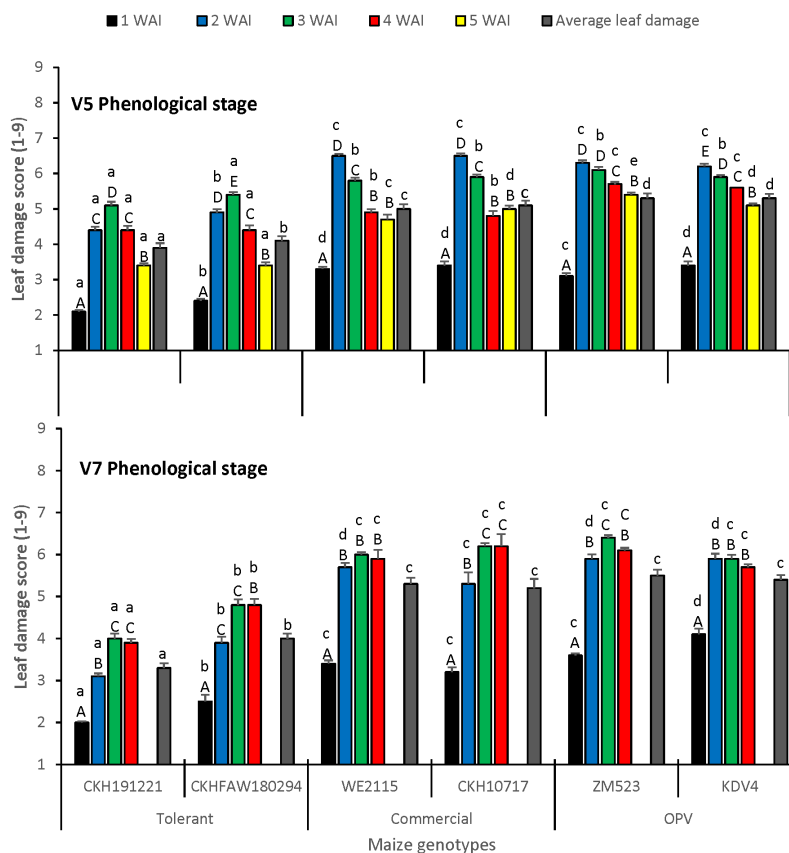 1 WAI 2 WAI 3 WAI 4 WAI 5 WAI Average leaf damage
V5 Phenological stage
Leaf damage score (1-9)
9
8
7
6
5
4
3
2
1
a A a C a D a C a B a
b A b D a E a C a B b
d A c D b C b B c B c
d A c D b C b B d B c
c A c D b D c C e B d
d A c E b D c C d B d
V7 Phenological stage
Leaf damage score (1-9)
9
8
7
6
5
4
3
2
1
a A a B a C a C a
b A b C b C b B b
c A d B c B c B c
c A c B c C c C c
c A d B c C C B c
d A d B c B c B c
CKH191221 CKHFAW180294 WE2115 CKH10717 ZM523 KDV4
Tolerant Commercial OPV
Maize genotypes